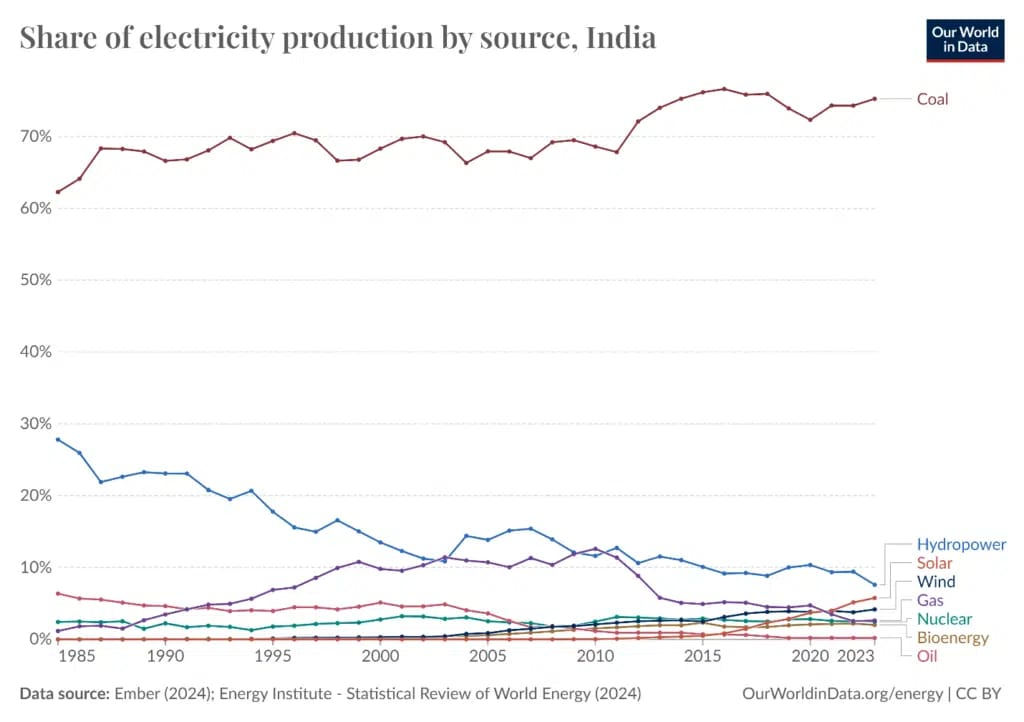 Share of electricity production by source, India
Our World
in Data
Coal
70%
60%
50%
40%
30%
20%
10%
0%
Hydropower
Solar
Wind
Gas
Nuclear
Bioenergy
Oil
1985 1990 1995 2000 2005 2010 2015 2020 2023
Data source: Ember (2024); Energy Institute - Statistical Review of World Energy (2024)
OurWorldinData.org/energy | CC BY